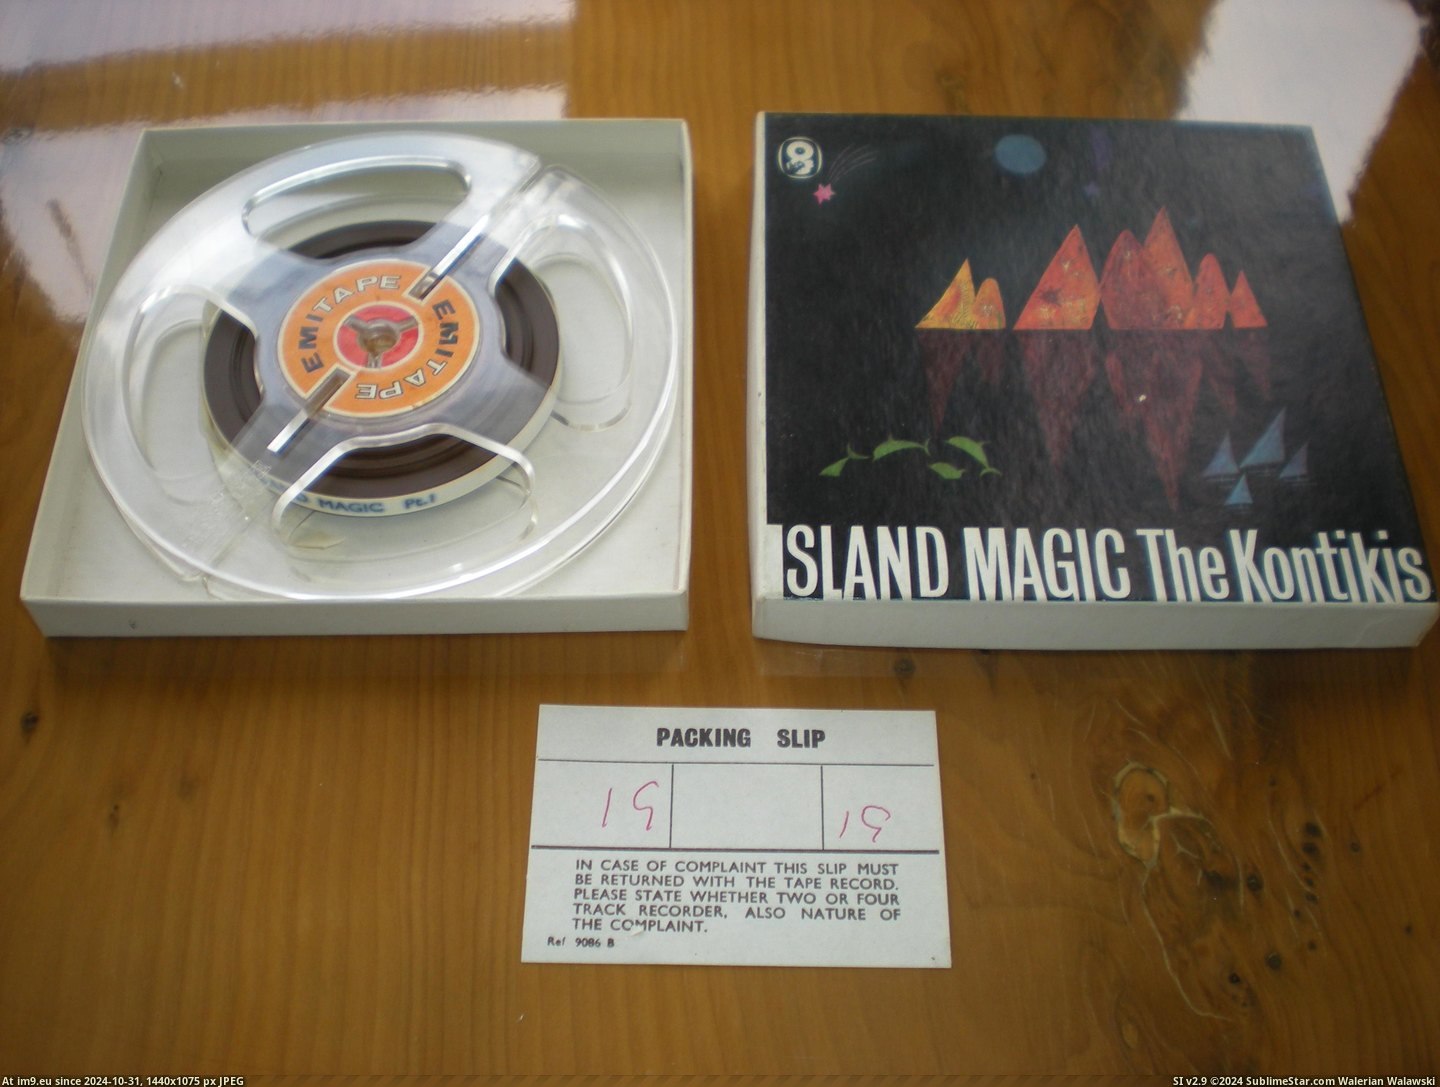 EMITAPE EMITAPE
MAGIC Pt.1
ISLAND MAGIC The Kontikis
PACKING SLIP
19 19
IN CASE OF COMPLAINT THIS SLIP MUST
BE RETURNED WITH THE TAPE RECORD.
PLEASE STATE WHETHER TWO OR FOUR
TRACK RECORDER, ALSO NATURE OF
THE COMPLAINT.
Ref 9086 B
At im9.eu since 2024-10-31, 1440x1075 px JPEG
SI v2.9 ©2024 SublimeStar.com Walerian Walawski